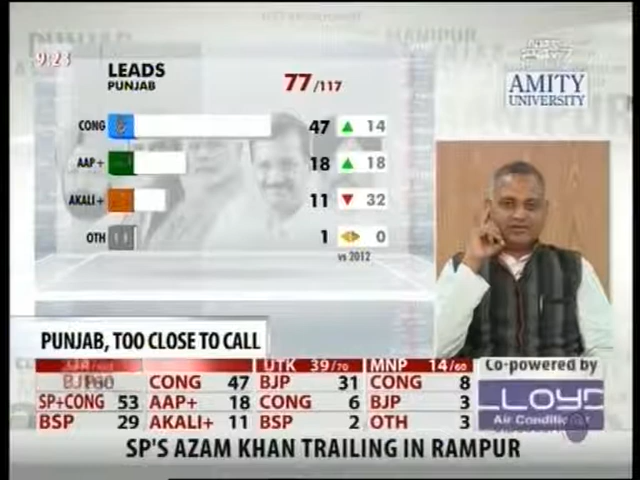 9:23
LEADS
PUNJAB
77/117
CONG 47 14
AAP+ 18 18
AKALI+ 11 32
OTH 1 0
vs 2012
AMITY
UNIVERSITY
PUNJAB, TOO CLOSE TO CALL
UTK 39/70 MNP 14/60
CONG 47 BJP 31 CONG 8
SP+CONG 53 AAP+ 18 CONG 6 BJP 3
BSP 29 AKALI+ 11 BSP 2 OTH 3
Co-powered by
LLOYD
Air Conditioner
SP'S AZAM KHAN TRAILING IN RAMPUR